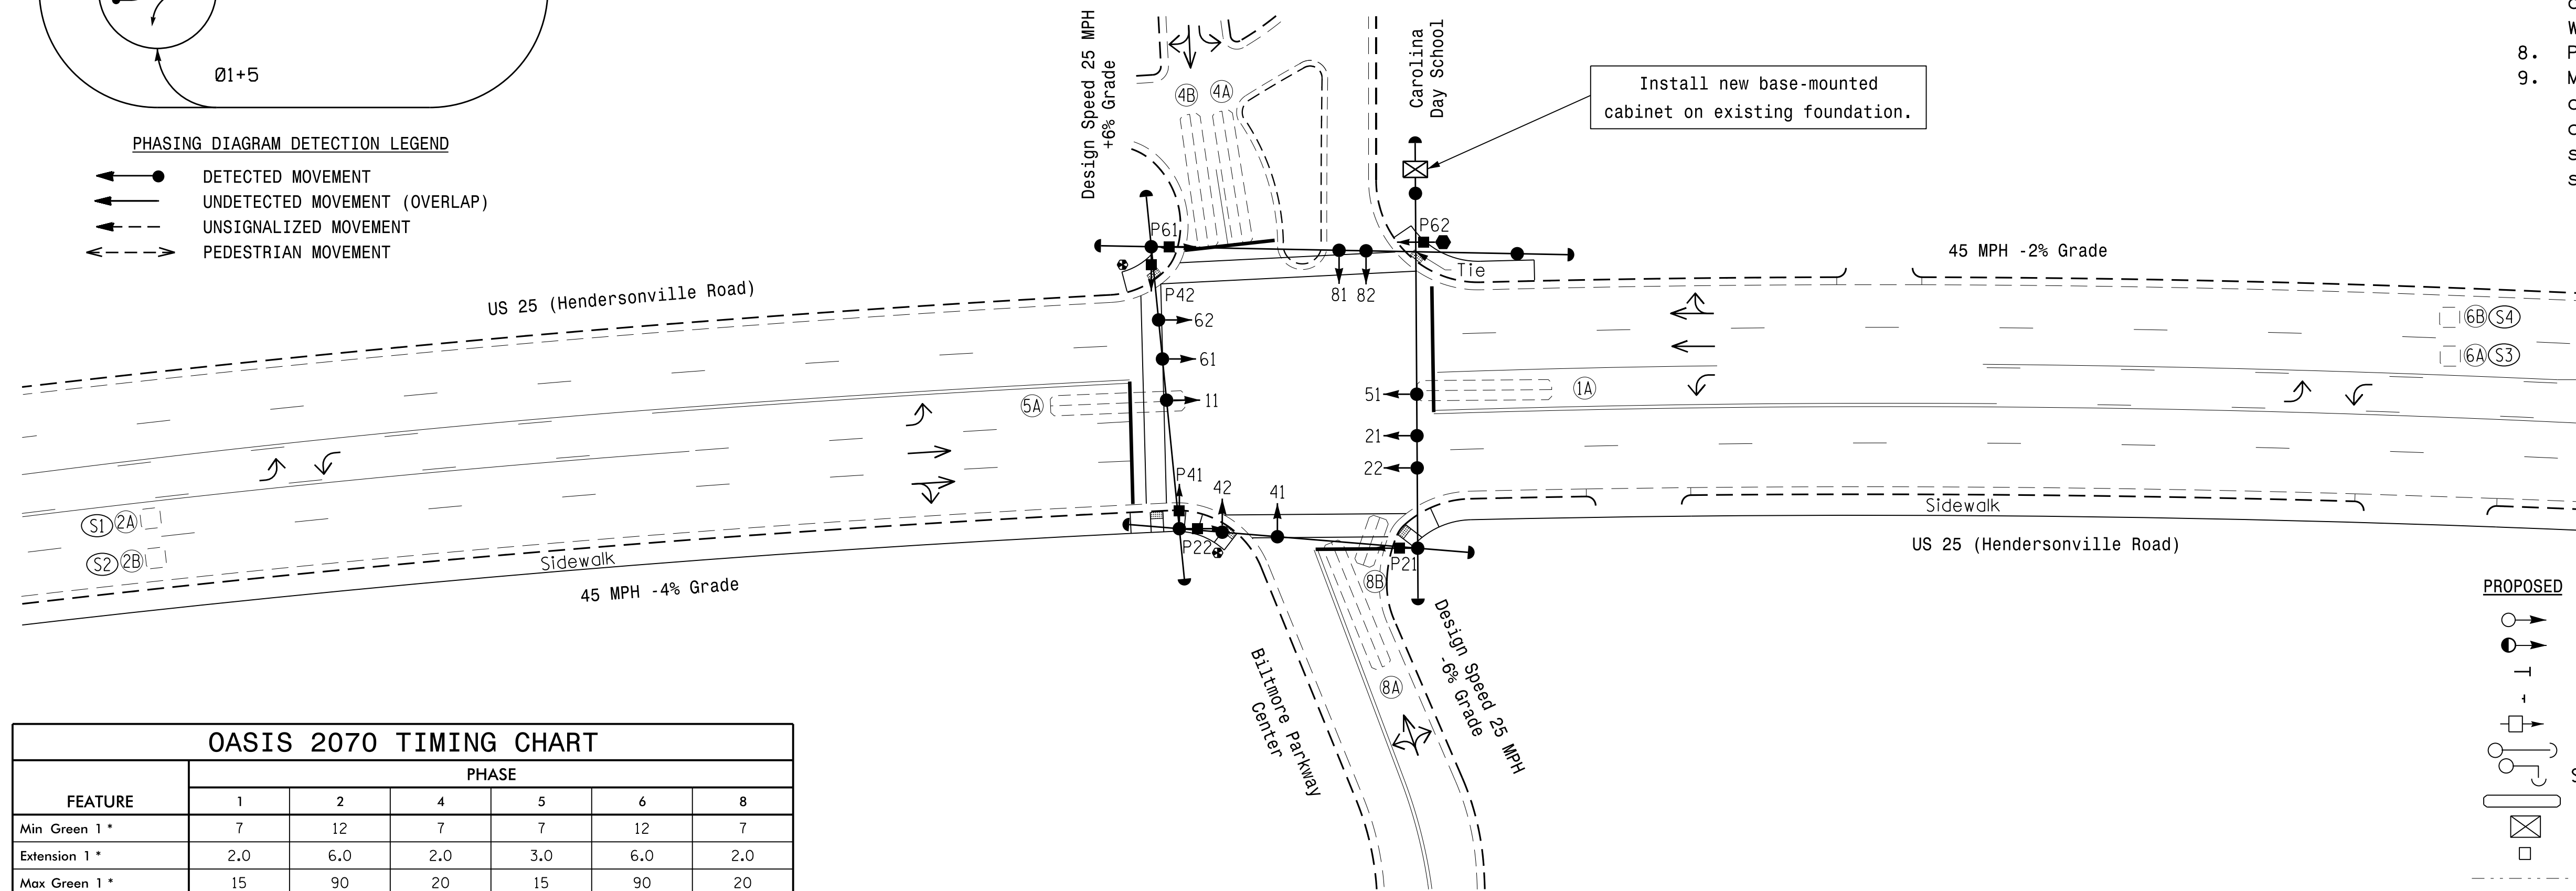 Ø1+5
PHASING DIAGRAM DETECTION LEGEND
DETECTED MOVEMENT
UNDETECTED MOVEMENT (OVERLAP)
UNSIGNALIZED MOVEMENT
PEDESTRIAN MOVEMENT
Design Speed 25 MPH
+6% Grade
4B
4A
Carolina
Day School
Install new base-mounted
cabinet on existing foundation.
8.
9.
P61
P62
Tie
P42
81
82
62
61
11
5A
51
21
22
1A
US 25 (Hendersonville Road)
45 MPH -2% Grade
6B
S4
6A
S3
S1
2A
S2
2B
Sidewalk
45 MPH -4% Grade
P41
42
41
P22
P21
8B
8A
Sidewalk
US 25 (Hendersonville Road)
Design Speed 25 MPH
-6% Grade
Biltmore Parkway
Center
PROPOSED
OASIS 2070 TIMING CHART
FEATURE
PHASE
1 2 4 5 6 8
Min Green 1 * 7 12 7 7 12 7
Extension 1 * 2.0 6.0 2.0 3.0 6.0 2.0
Max Green 1 * 15 90 20 15 90 20